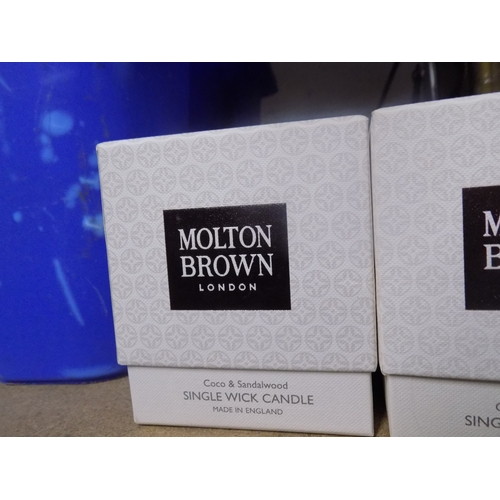 MOLTON
BROWN
LONDON
Coco & Sandalwood
SINGLE WICK CANDLE
MADE IN ENGLAND